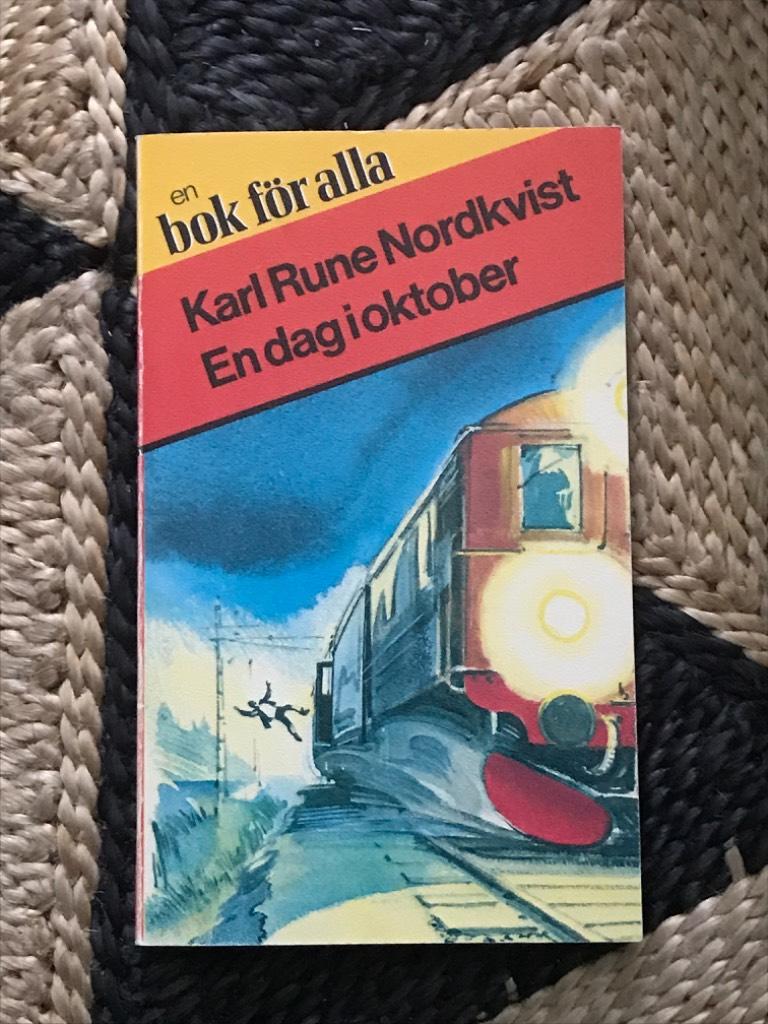 en
bok för alla
Karl Rune Nordkvist
En dag i oktober